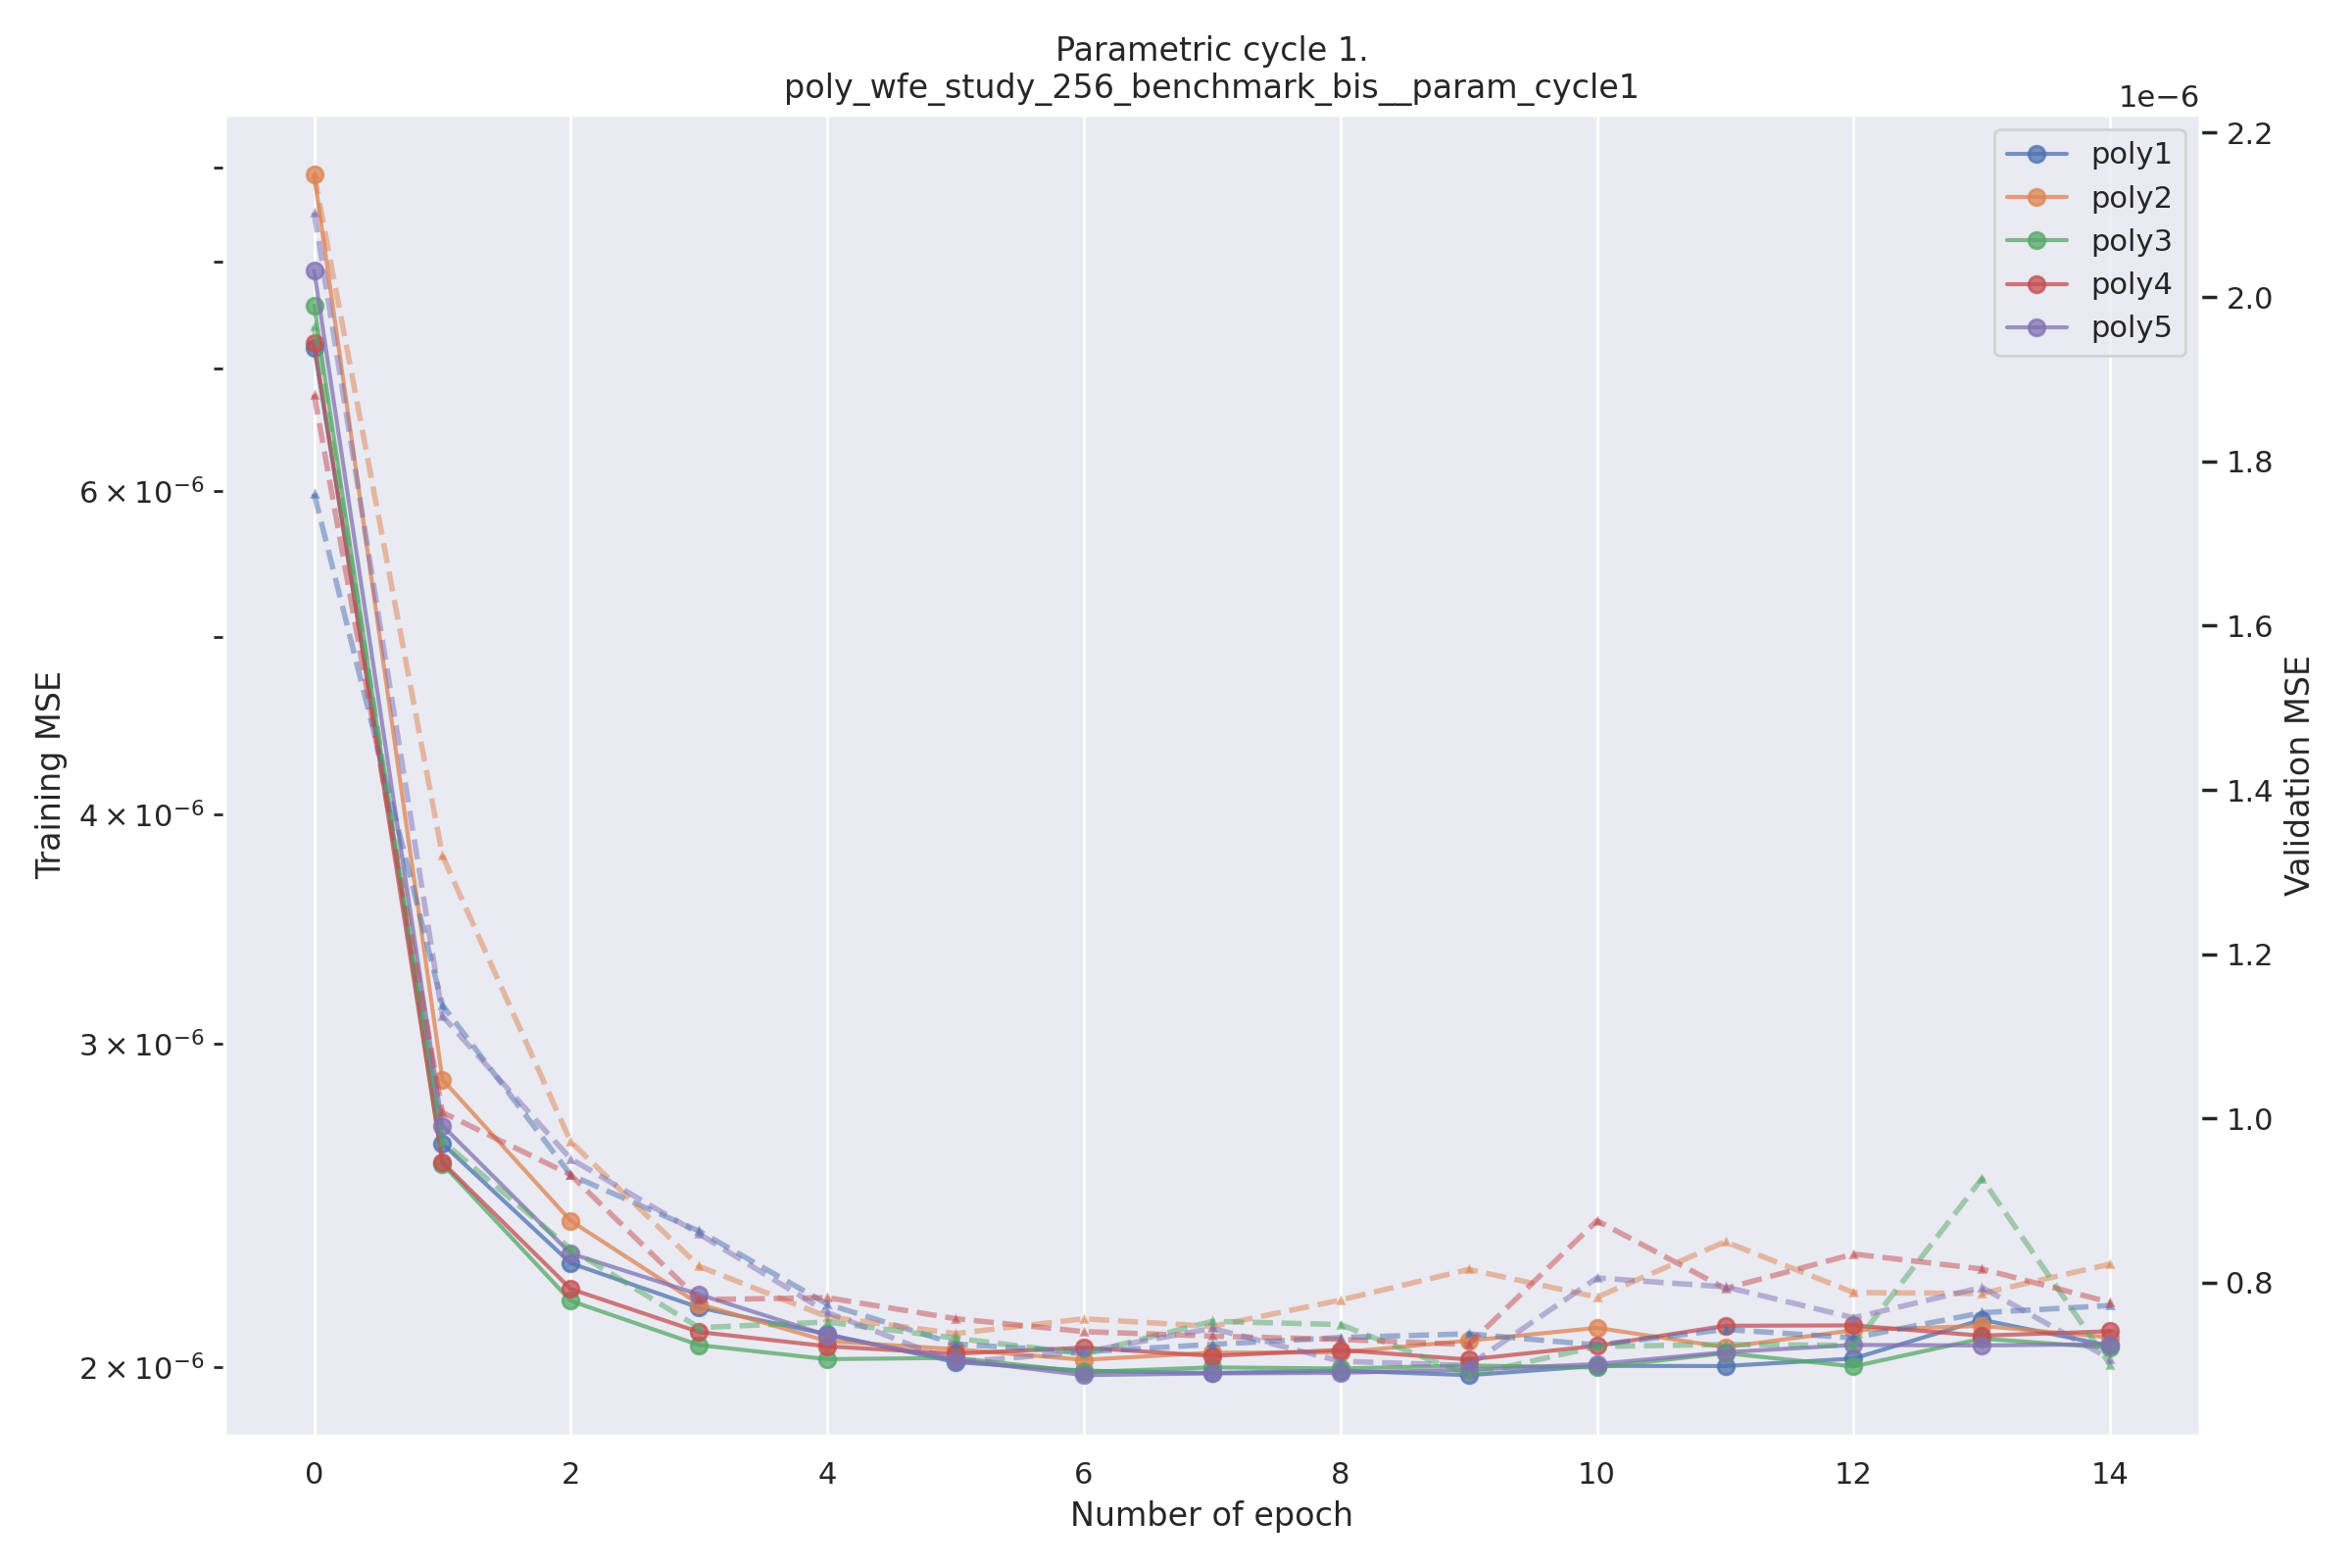 Parametric cycle 1.
poly_wfe_study_256_benchmark_bis__param_cycle1
1e−6
Training MSE
6 × 10⁻⁶
4 × 10⁻⁶
3 × 10⁻⁶
2 × 10⁻⁶
poly1
poly2
poly3
poly4
poly5
2.2
2.0
1.8
1.6
1.4
1.2
1.0
0.8
Validation MSE
0 2 4 6 8 10 12 14
Number of epoch